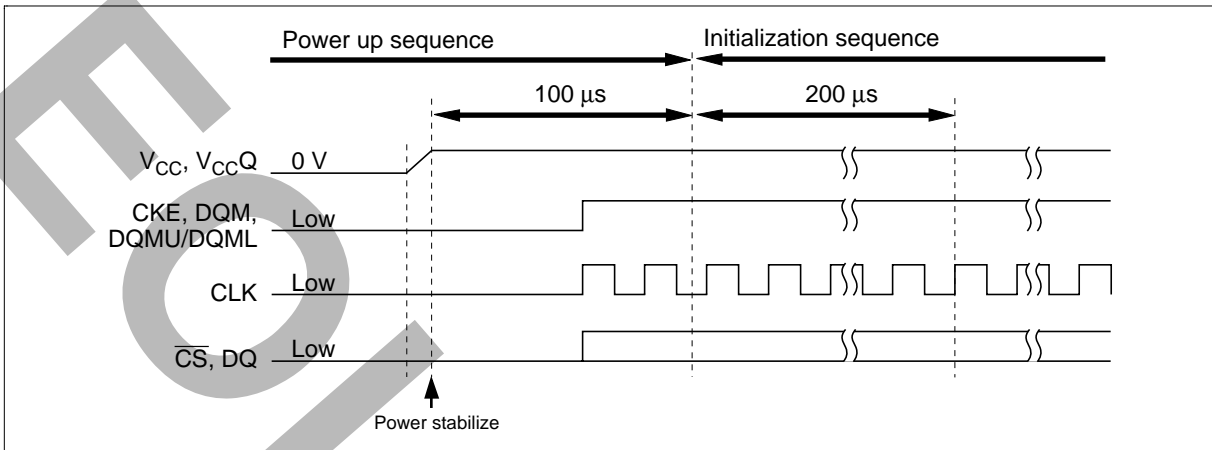 Power up sequence
Initialization sequence
100 μs
200 μs
VCC, VCCQ 0 V
CKE, DQM, Low
DQMU/DQML
CLK Low
CS, DQ Low
Power stabilize